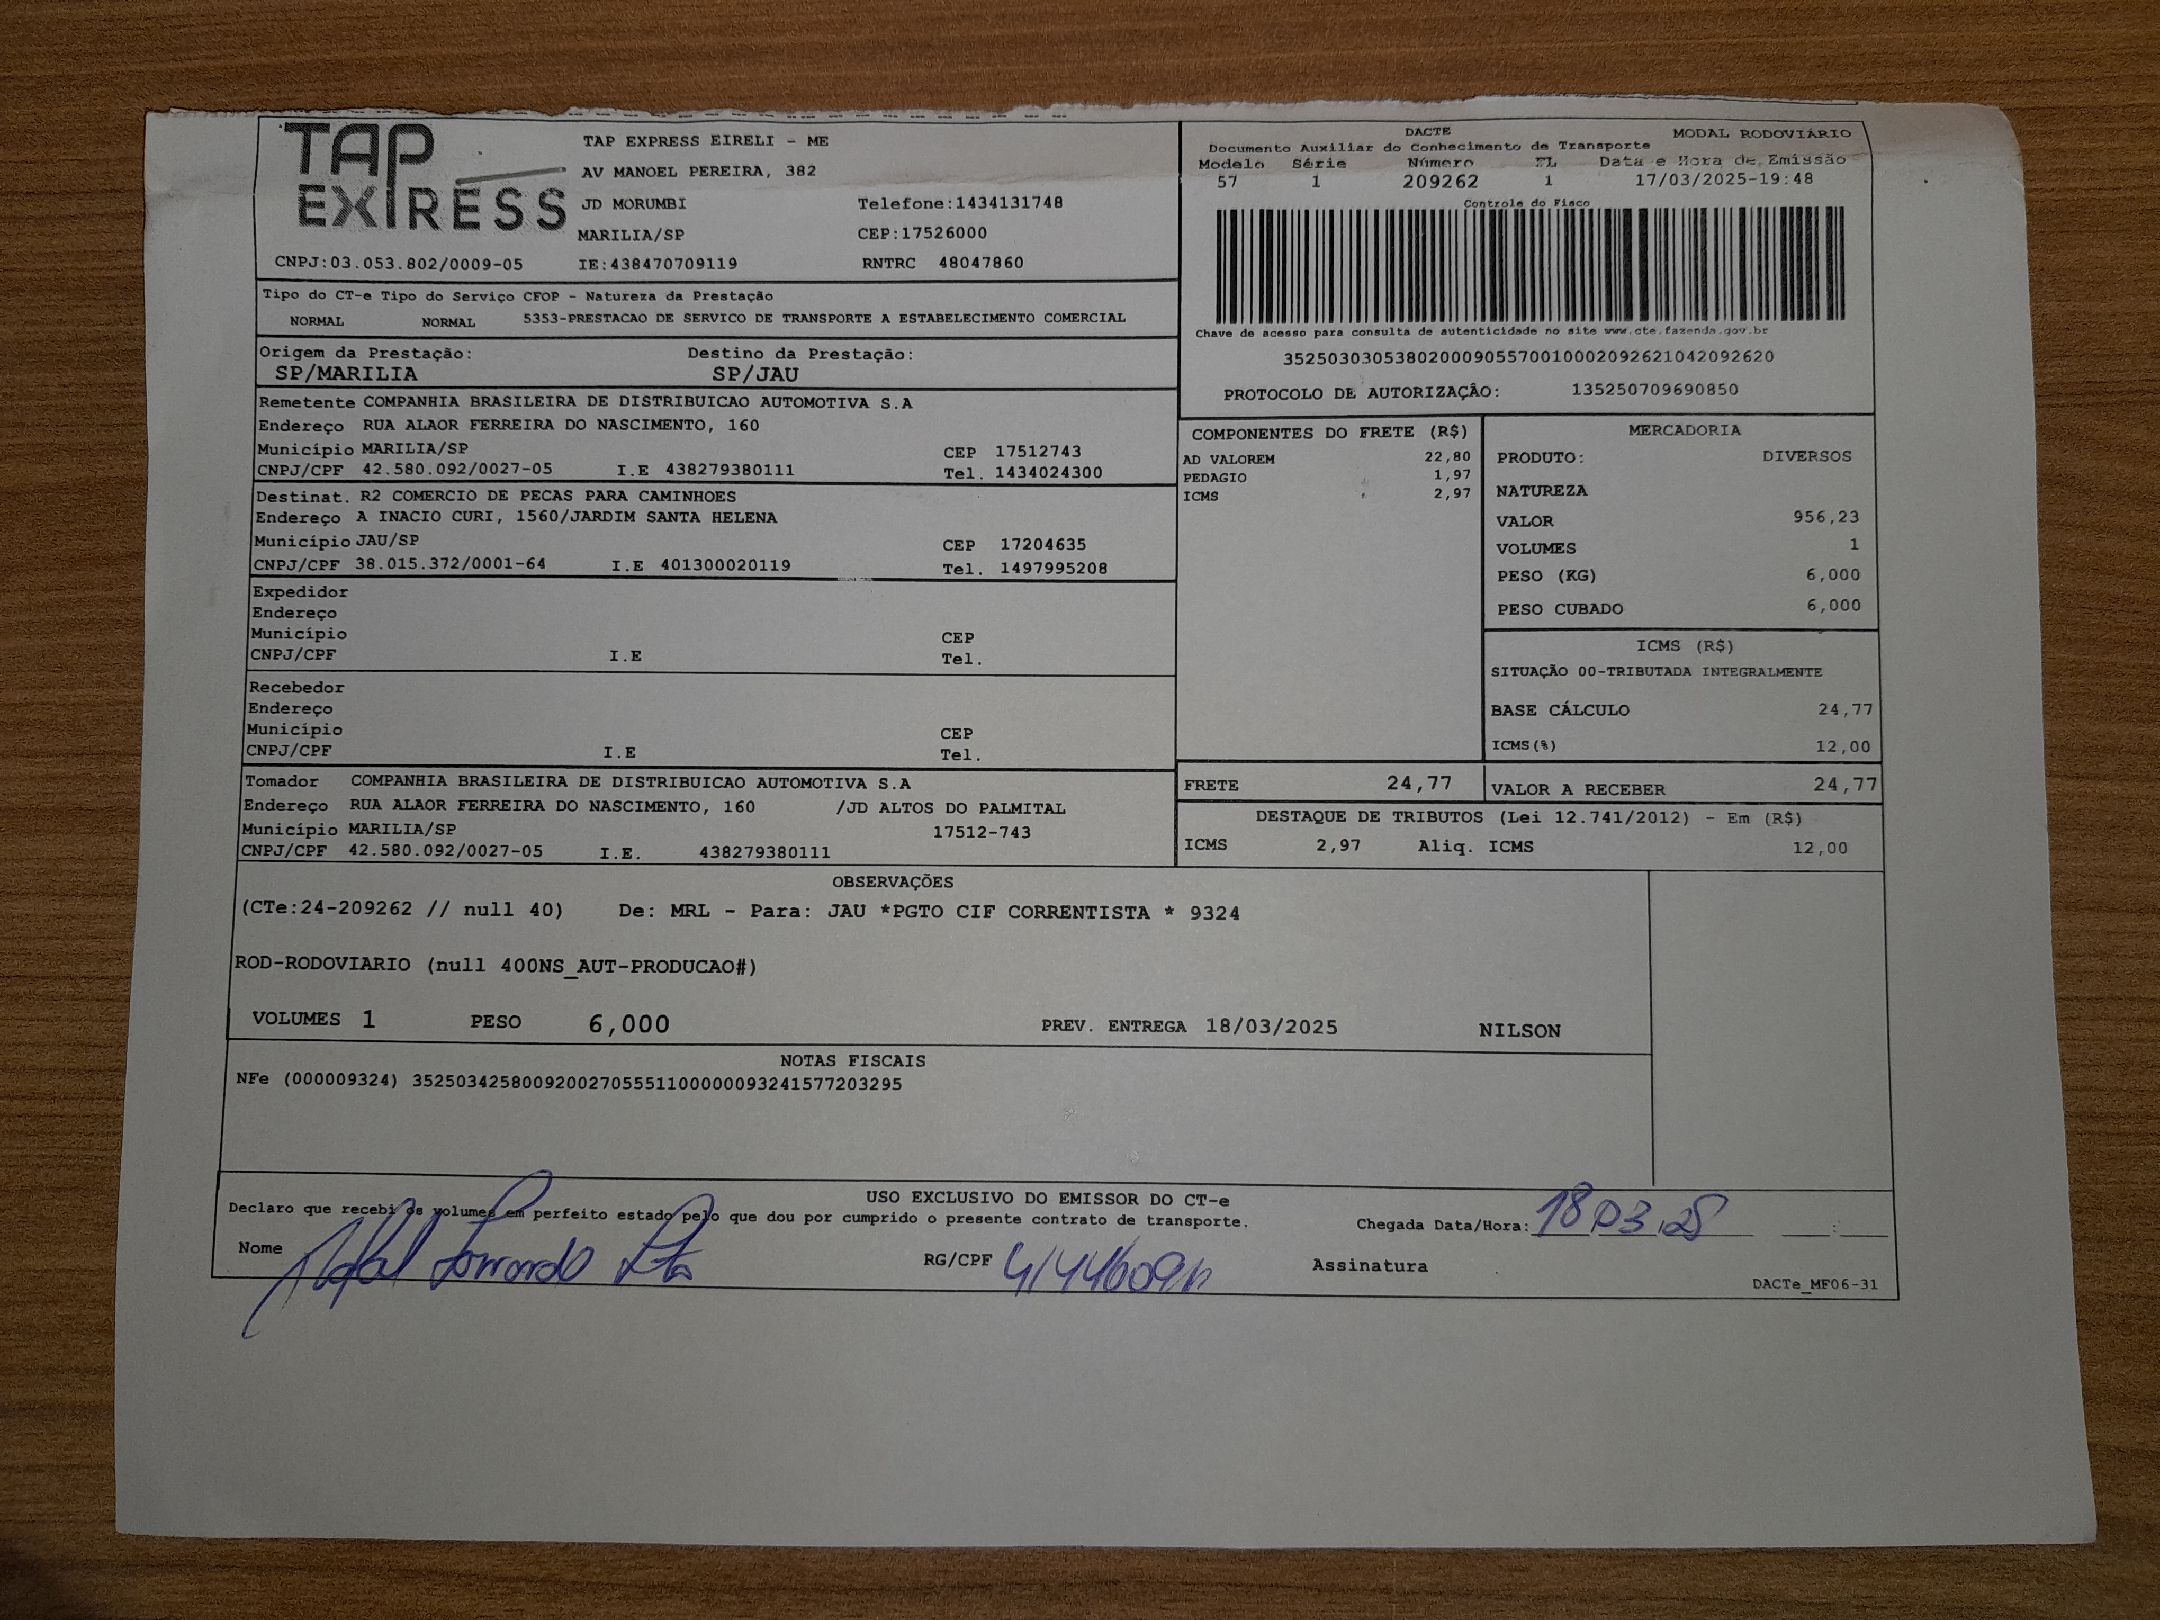 TAP EXPRESS
TAP EXPRESS EIRELI - ME
AV MANOEL PEREIRA, 382
JD MORUMBI Telefone:1434131748
MARILIA/SP CEP:17526000
CNPJ:03.053.802/0009-05 IE:438470709119 RNTRC 48047860
DACTE MODAL RODOVIÁRIO
Documento Auxiliar do Conhecimento de Transporte
Modelo Série Número FL Data e Hora de Emissão
57 1 209262 1 17/03/2025-19:48
Controle do Fisco
Chave de acesso para consulta de autenticidade no site www.cte.fazenda.gov.br
35250303053802000905570010002092621042092620
PROTOCOLO DE AUTORIZAÇÃO: 135250709690850
Tipo do CT-e Tipo do Serviço CFOP - Natureza da Prestação
NORMAL NORMAL 5353-PRESTACAO DE SERVICO DE TRANSPORTE A ESTABELECIMENTO COMERCIAL
Origem da Prestação: Destino da Prestação:
SP/MARILIA SP/JAU
Remetente COMPANHIA BRASILEIRA DE DISTRIBUICAO AUTOMOTIVA S.A
Endereço RUA ALAOR FERREIRA DO NASCIMENTO, 160
Município MARILIA/SP CEP 17512743
CNPJ/CPF 42.580.092/0027-05 I.E 438279380111 Tel. 1434024300
Destinat. R2 COMERCIO DE PECAS PARA CAMINHOES
Endereço A INACIO CURI, 1560/JARDIM SANTA HELENA
Município JAU/SP CEP 17204635
CNPJ/CPF 38.015.372/0001-64 I.E 401300020119 Tel. 1497995208
Expedidor
Endereço
Município CEP
CNPJ/CPF I.E Tel.
Recebedor
Endereço
Município CEP
CNPJ/CPF I.E Tel.
Tomador COMPANHIA BRASILEIRA DE DISTRIBUICAO AUTOMOTIVA S.A
Endereço RUA ALAOR FERREIRA DO NASCIMENTO, 160 /JD ALTOS DO PALMITAL
Município MARILIA/SP 17512-743
CNPJ/CPF 42.580.092/0027-05 I.E. 438279380111
COMPONENTES DO FRETE (R$)
AD VALOREM 22,80
PEDAGIO 1,97
ICMS 2,97
MERCADORIA
PRODUTO: DIVERSOS
NATUREZA
VALOR 956,23
VOLUMES 1
PESO (KG) 6,000
PESO CUBADO 6,000
ICMS (R$)
SITUAÇÃO 00-TRIBUTADA INTEGRALMENTE
BASE CÁLCULO 24,77
ICMS(%) 12,00
FRETE 24,77 VALOR A RECEBER 24,77
DESTAQUE DE TRIBUTOS (Lei 12.741/2012) - Em (R$)
ICMS 2,97 Aliq. ICMS 12,00
OBSERVAÇÕES
(CTe:24-209262 // null 40) De: MRL - Para: JAU *PGTO CIF CORRENTISTA * 9324
ROD-RODOVIARIO (null 400NS_AUT-PRODUCAO#)
VOLUMES 1 PESO 6,000 PREV. ENTREGA 18/03/2025 NILSON
NOTAS FISCAIS
NFe (000009324) 35250342580092002705551100000093241577203295
USO EXCLUSIVO DO EMISSOR DO CT-e
Declaro que recebi os volumes em perfeito estado pelo que dou por cumprido o presente contrato de transporte.
Chegada Data/Hora: 18 03 25 :
Nome RG/CPF Assinatura
DACTe_MF06-31